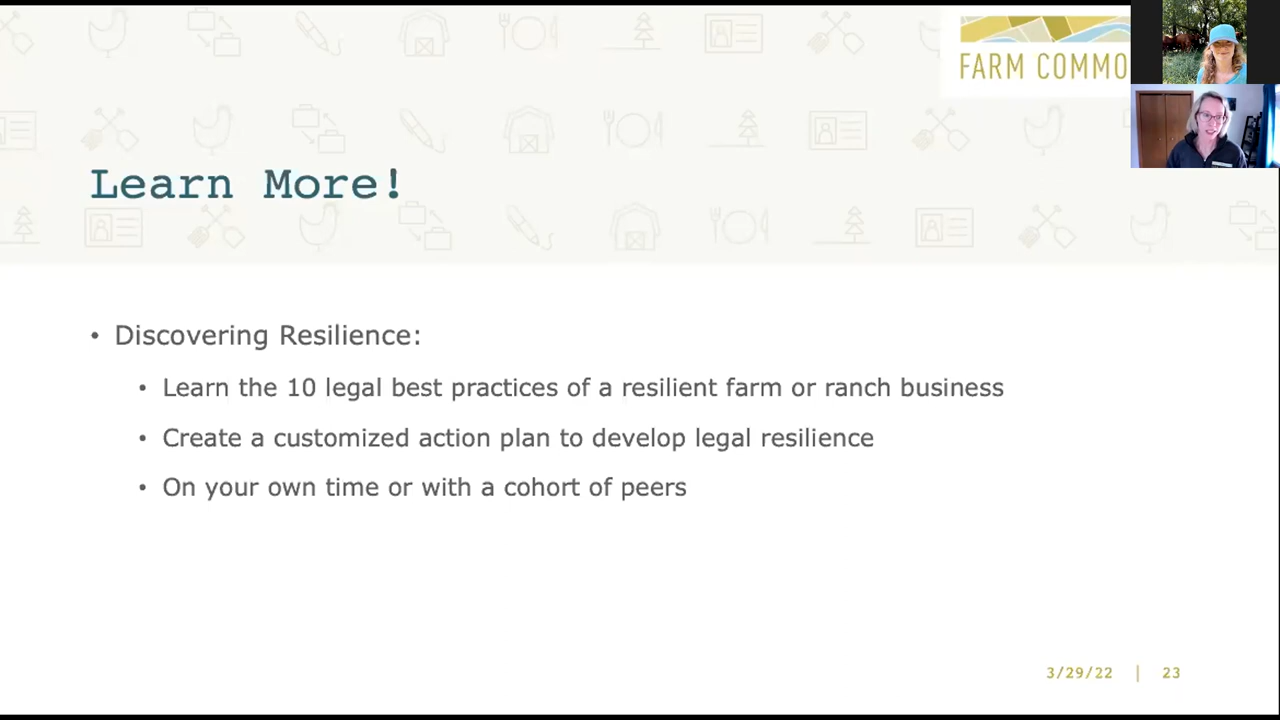 FARM COMMO
Learn More!
• Discovering Resilience:
• Learn the 10 legal best practices of a resilient farm or ranch business
• Create a customized action plan to develop legal resilience
• On your own time or with a cohort of peers
3/29/22 | 23